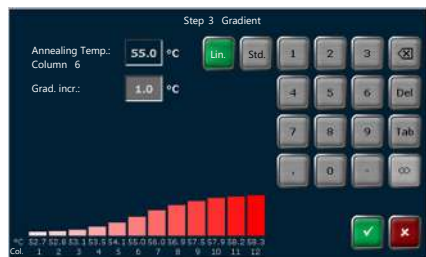 Step 3 Gradient
Annealing Temp.: 55.0 °C
Column 6
Grad. incr.: 1.0 °C
Lin. Std.
1 2 3
4 5 6 Del
7 8 9 Tab
. 0 - ∞
°C 52.7 52.8 53.1 53.5 54.1 55.0 56.0 56.9 57.5 57.9 58.2 58.3
Col. 1 2 3 4 5 6 7 8 9 10 11 12